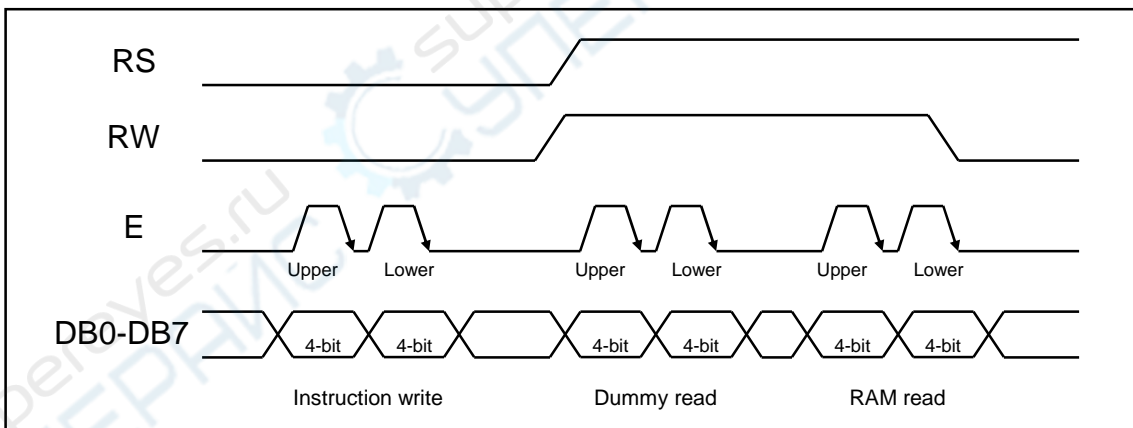 RS
RW
E
Upper Lower Upper Lower Upper Lower
DB0-DB7
4-bit 4-bit 4-bit 4-bit 4-bit 4-bit
Instruction write Dummy read RAM read